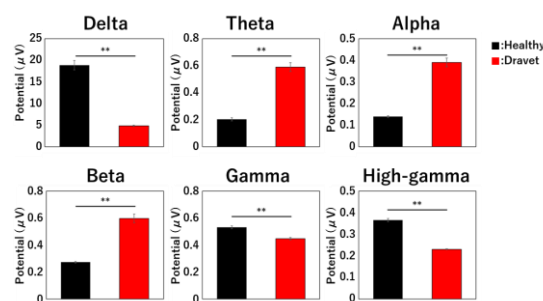 Delta
Theta
Alpha
Potential (μV)
25
20
15
10
5
0
**
Potential (μV)
0.8
0.6
0.4
0.2
0
**
Potential (μV)
0.5
0.4
0.3
0.2
0.1
0
**
:Healthy
:Dravet
Beta
Gamma
High-gamma
Potential (μV)
0.8
0.6
0.4
0.2
0
**
Potential (μV)
0.8
0.6
0.4
0.2
0
**
Potential (μV)
0.5
0.4
0.3
0.2
0.1
0
**